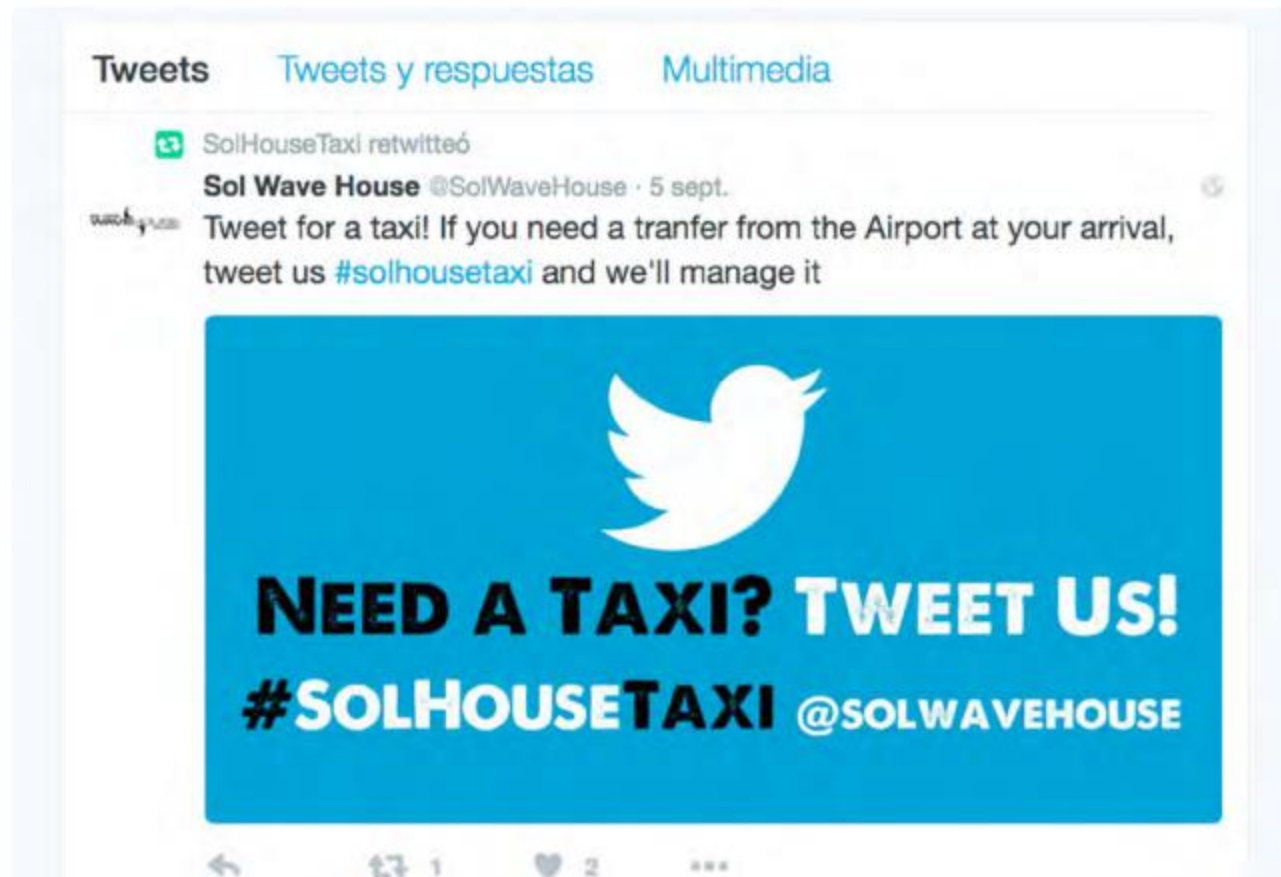 Tweets Tweets y respuestas Multimedia
SolHouseTaxi retwitteó
Sol Wave House @SolWaveHouse · 5 sept.
Tweet for a taxi! If you need a tranfer from the Airport at your arrival,
tweet us #solhousetaxi and we'll manage it
NEED A TAXI? TWEET US!
#SOLHOUSETAXI @SOLWAVEHOUSE
1 2